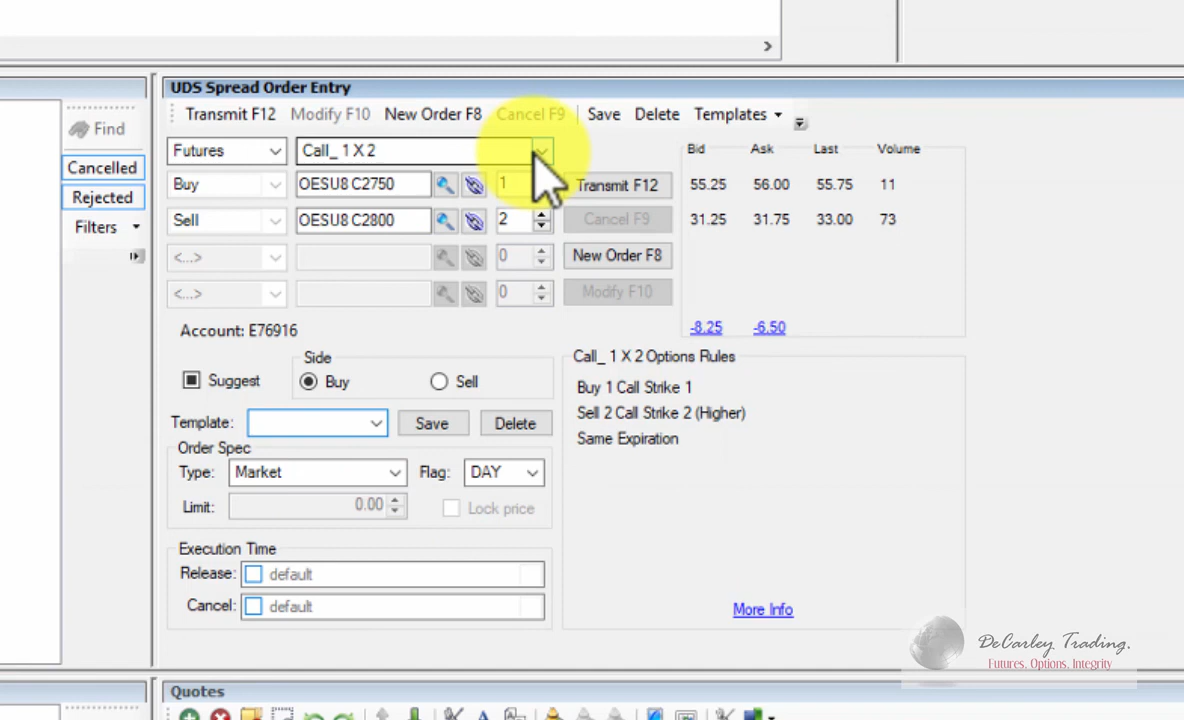 UDS Spread Order Entry
Transmit F12 Modify F10 New Order F8 Cancel F9 Save Delete Templates
Find
Cancelled
Rejected
Filters
Futures Call_ 1 X 2
Bid Ask Last Volume
Buy OESU8 C2750 1 Transmit F12 55.25 56.00 55.75 11
Sell OESU8 C2800 2 Cancel F9 31.25 31.75 33.00 73
<...> 0 New Order F8
<...> 0 Modify F10
-8.25 -6.50
Account: E76916
Side
Suggest Buy Sell
Template: Save Delete
Order Spec
Type: Market Flag: DAY
Limit: 0.00 Lock price
Execution Time
Release: default
Cancel: default
Call_ 1 X 2 Options Rules
Buy 1 Call Strike 1
Sell 2 Call Strike 2 (Higher)
Same Expiration
More Info
DeCarley Trading.
Futures. Options. Integrity
Quotes